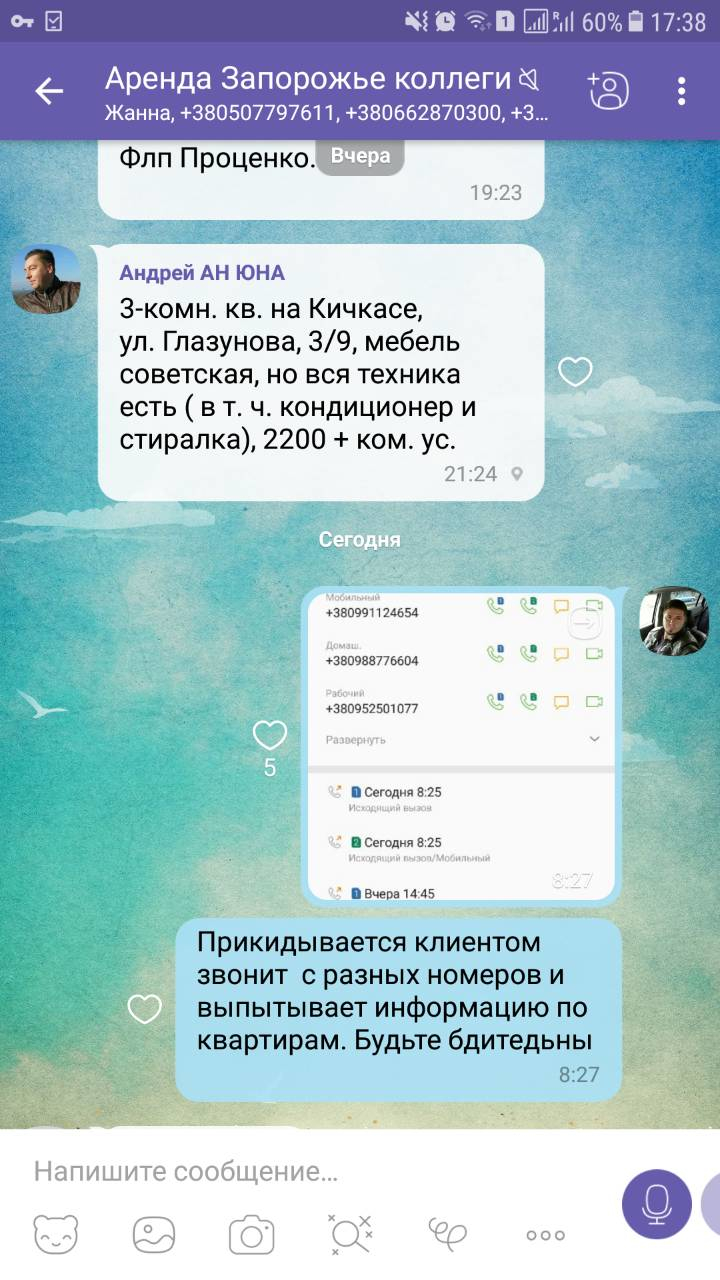 1 R 60% 17:38
Аренда Запорожье коллеги
Жанна, +380507797611, +380662870300, +3...
Флп Проценко.
Вчера
19:23
Андрей АН ЮНА
3-комн. кв. на Кичкасе,
ул. Глазунова, 3/9, мебель
советская, но вся техника
есть ( в т. ч. кондиционер и
стиралка), 2200 + ком. ус.
21:24
Сегодня
Мобильный
+380991124654
Домаш.
+380988776604
Рабочий
+380952501077
Развернуть
1 Сегодня 8:25
Исходящий вызов
2 Сегодня 8:25
Исходящий вызов/Мобильный
1 Вчера 14:45
8:27
5
Прикидывается клиентом
звонит с разных номеров и
выпытывает информацию по
квартирам. Будьте бдитедьны
8:27
Напишите сообщение...